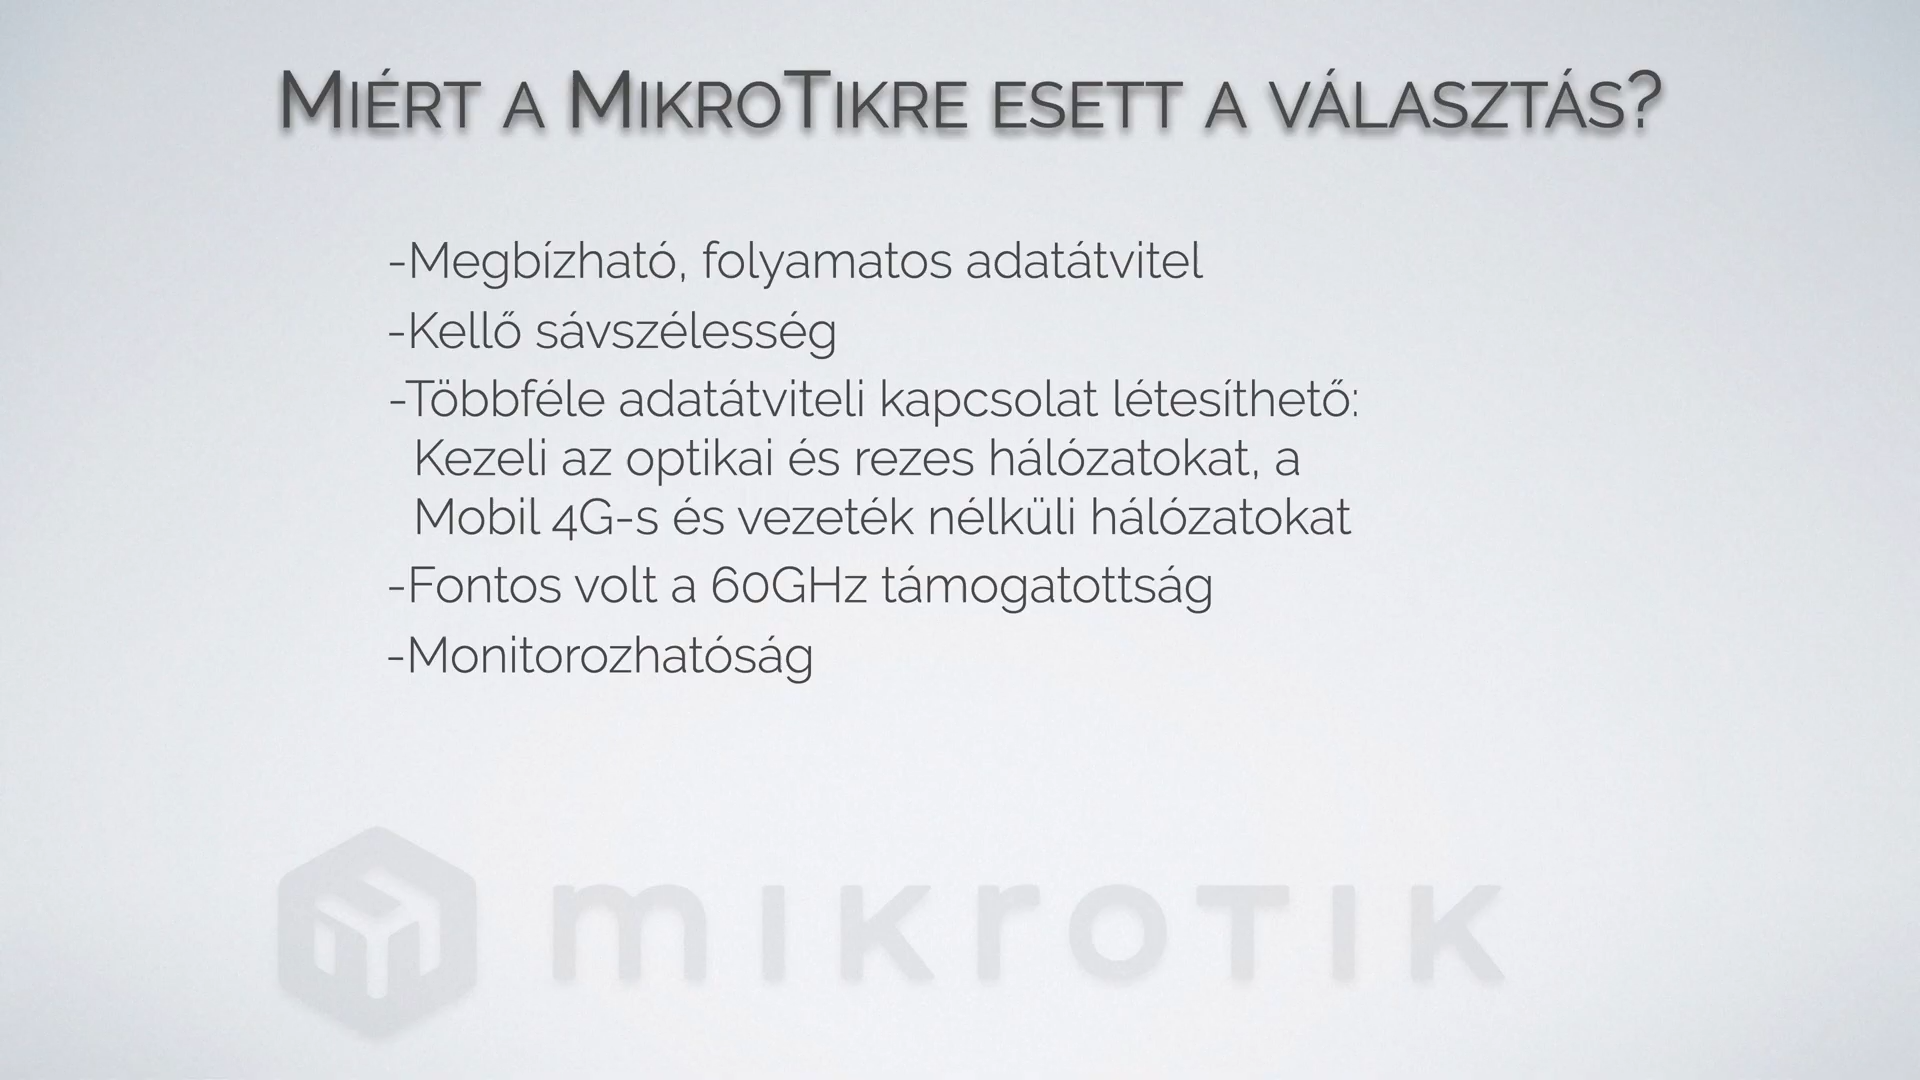 Miért a MikroTikre esett a választás?
-Megbízható, folyamatos adatátvitel
-Kellő sávszélesség
-Többféle adatátviteli kapcsolat létesíthető:
Kezeli az optikai és rezes hálózatokat, a
Mobil 4G-s és vezeték nélküli hálózatokat
-Fontos volt a 60GHz támogatottság
-Monitorozhatóság
mikrotik